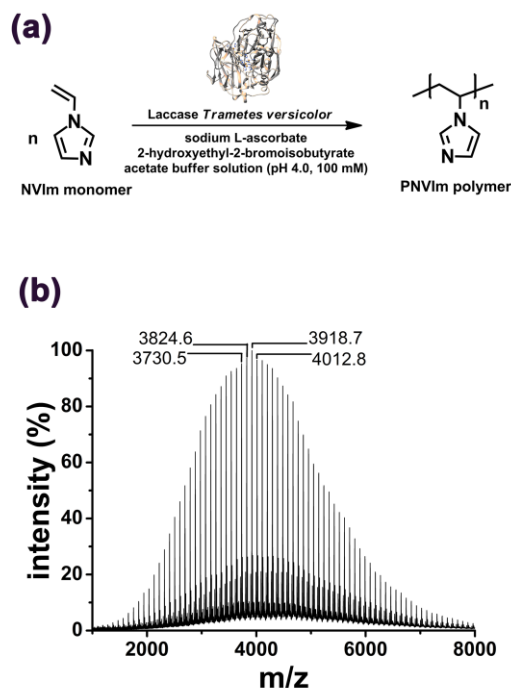 (a)
n
N
N
NVIm monomer
Laccase Trametes versicolor
sodium L-ascorbate
2-hydroxyethyl-2-bromoisobutyrate
acetate buffer solution (pH 4.0, 100 mM)
n
N
N
PNVIm polymer
(b)
3824.6
3918.7
3730.5
4012.8
100
80
60
40
20
0
intensity (%)
2000
4000
6000
8000
m/z